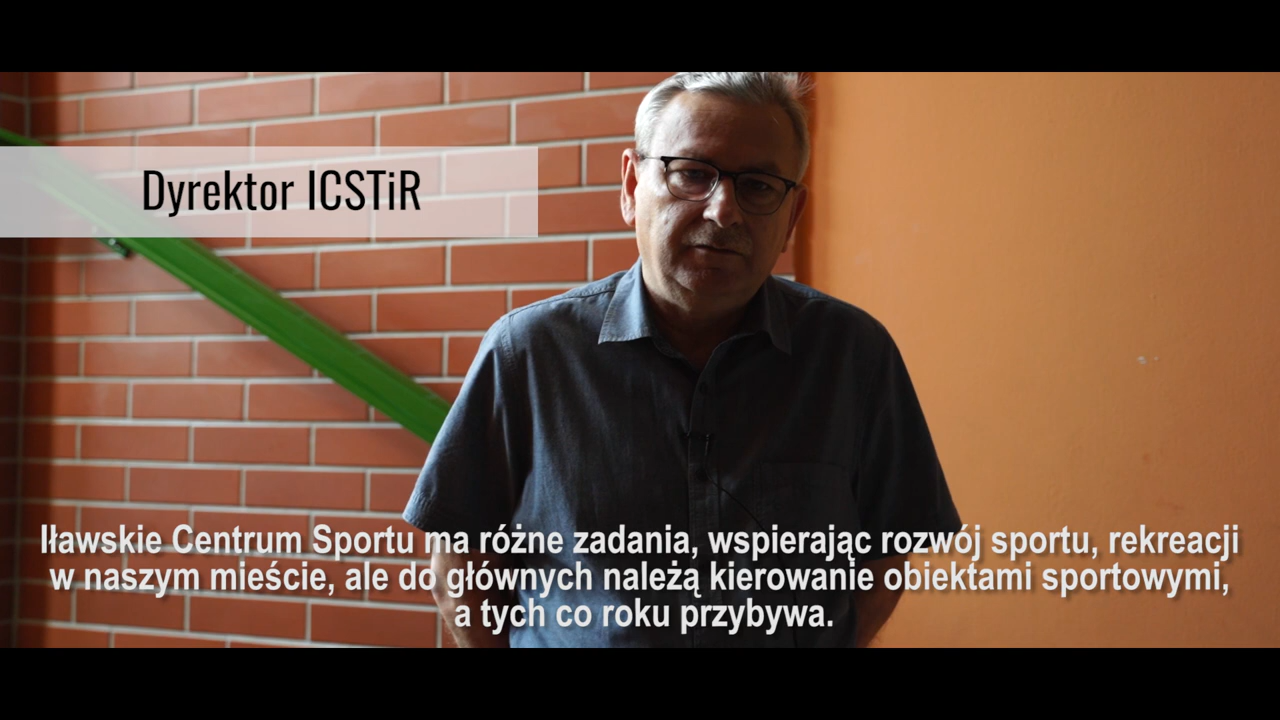 Dyrektor ICSTiR
Iławskie Centrum Sportu ma różne zadania, wspierając rozwój sportu, rekreacji
w naszym mieście, ale do głównych należą kierowanie obiektami sportowymi,
a tych co roku przybywa.